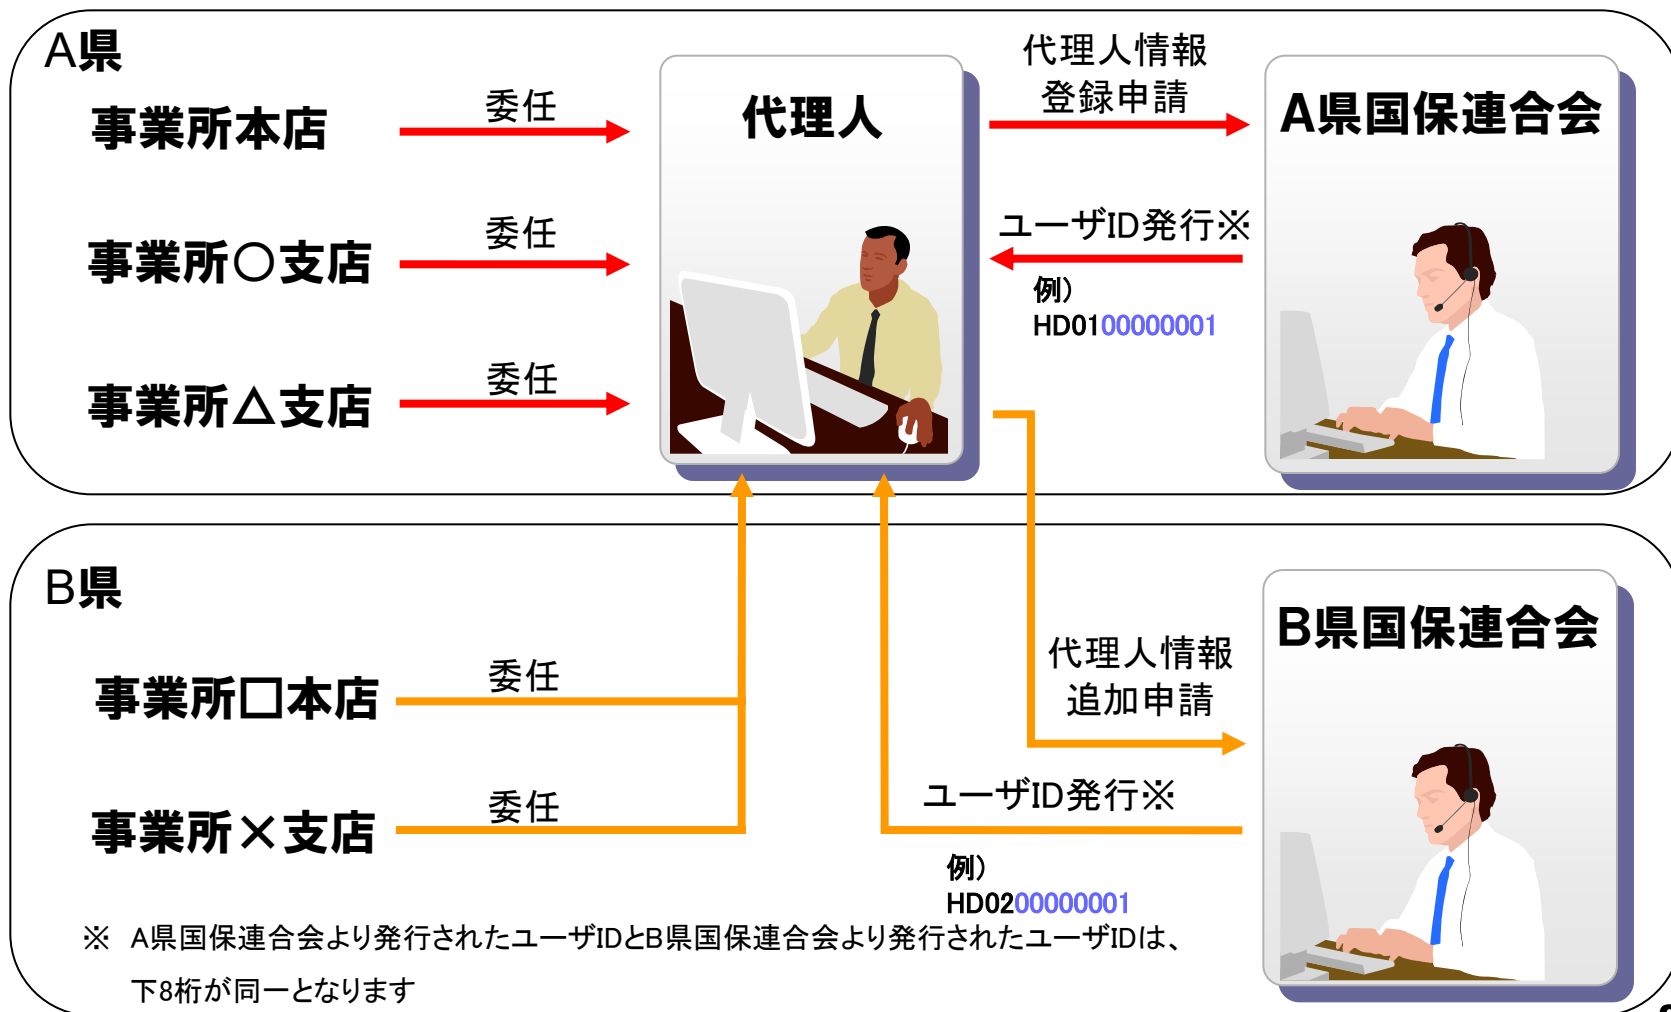 A県
事業所本店
委任
代理人
代理人情報
登録申請
A県国保連合会
事業所○支店
委任
ユーザID発行※
例)
HD0100000001
事業所△支店
委任
B県
事業所□本店
委任
代理人情報
追加申請
B県国保連合会
事業所×支店
委任
ユーザID発行※
例)
HD0200000001
※ A県国保連合会より発行されたユーザIDとB県国保連合会より発行されたユーザIDは、
下8桁が同一となります